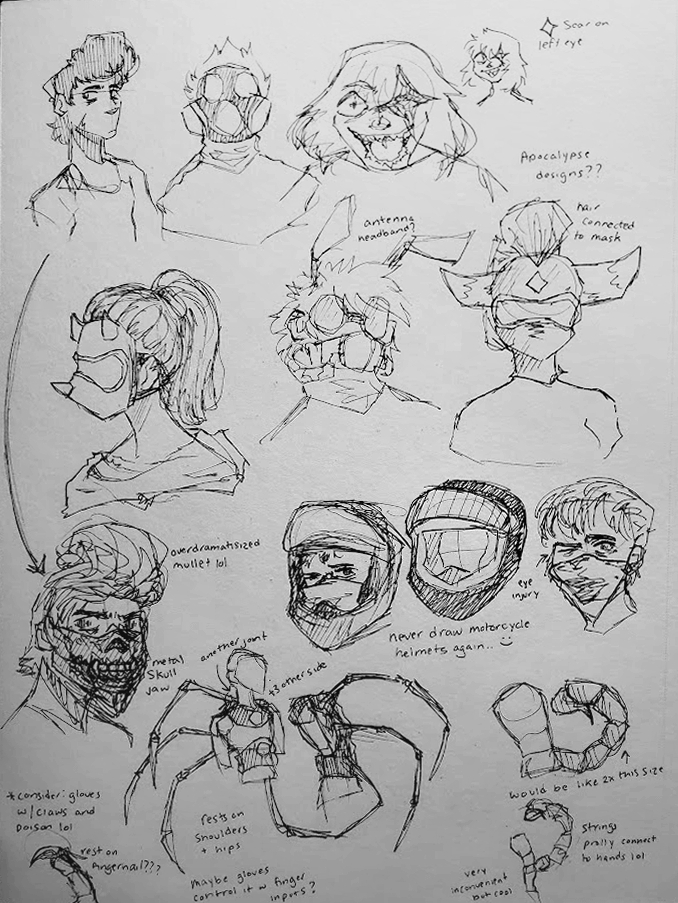 Scar on
left eye
Apocalypse
designs??
antenna
headband?
hair
connected
to mask
overdramatisized
mullet lol
eye
injury
never draw motorcycle
helmets again..
metal
skull
jaw
another joint
+3 other side
would be like 2x this size
*consider: gloves
w/ claws and
poison lol
rests on
shoulders
+ hips
strings
prolly connect
to hands lol
rest on
fingernail???
maybe gloves
control it w finger
inputs?
very
inconvenient
but cool